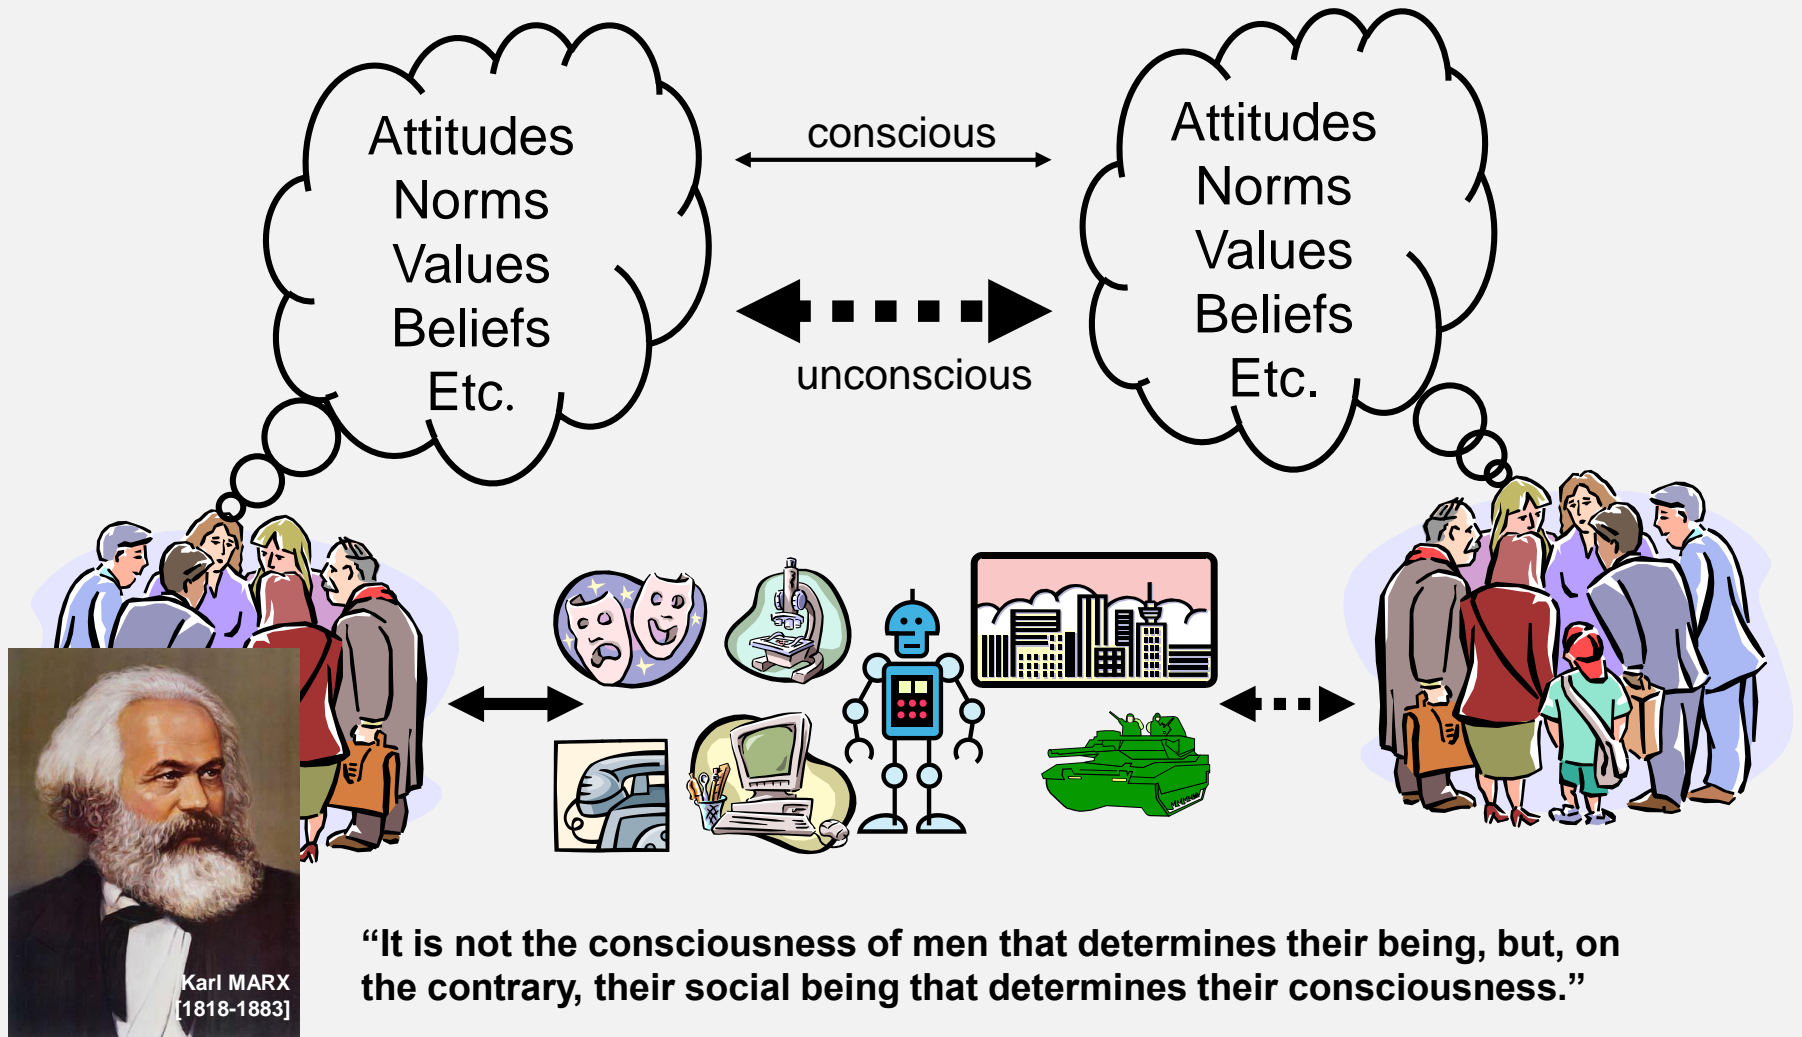 Attitudes
Norms
Values
Beliefs
Etc.
conscious
unconscious
Attitudes
Norms
Values
Beliefs
Etc.
Karl MARX
[1818-1883]
“It is not the consciousness of men that determines their being, but, on
the contrary, their social being that determines their consciousness.”